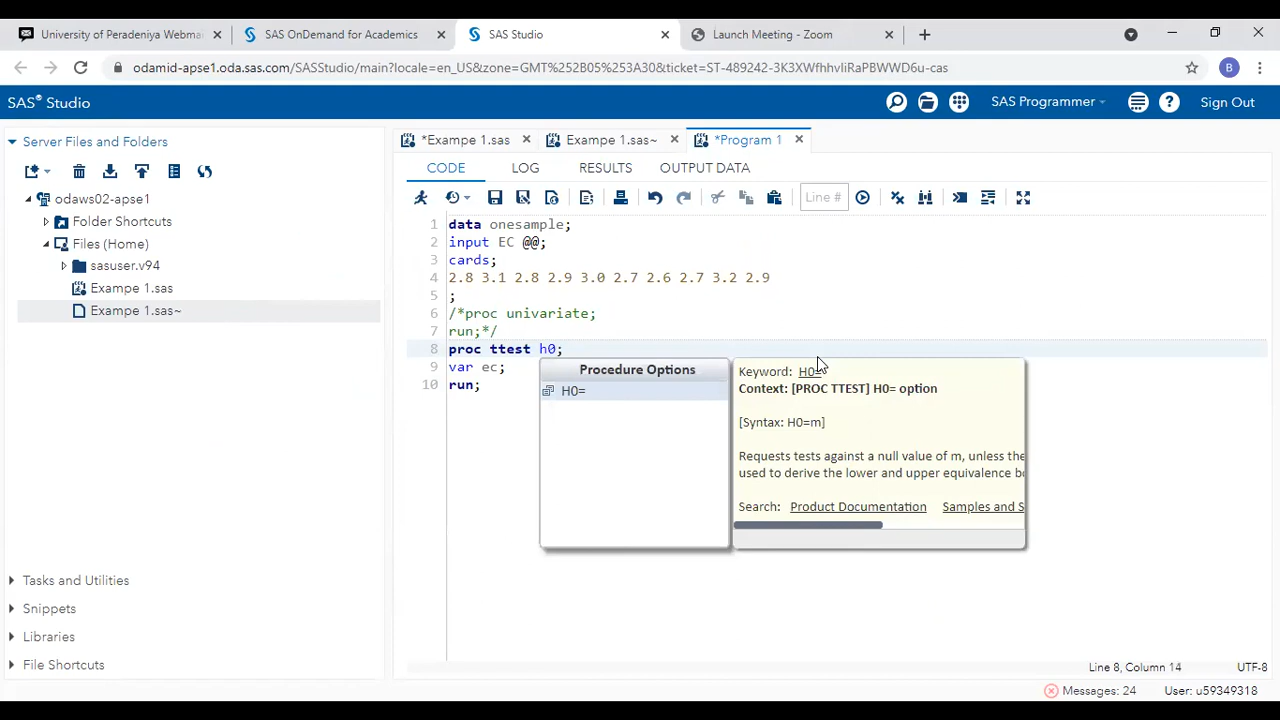 University of Peradeniya Webma
SAS OnDemand for Academics
SAS Studio
Launch Meeting - Zoom
odamid-apse1.oda.sas.com/SASStudio/main?locale=en_US&zone=GMT%252B05%253A30&ticket=ST-489242-3K3XWfhhvIiRaPBWWD6u-cas
B
SAS® Studio
SAS Programmer
Sign Out
Server Files and Folders
*Exampe 1.sas
Exampe 1.sas~
*Program 1
CODE
LOG
RESULTS
OUTPUT DATA
Line #
odaws02-apse1
Folder Shortcuts
Files (Home)
sasuser.v94
Exampe 1.sas
Exampe 1.sas~
1 data onesample;
2 input EC @@;
3 cards;
4 2.8 3.1 2.8 2.9 3.0 2.7 2.6 2.7 3.2 2.9
5 ;
6 /*proc univariate;
7 run;*/
8 proc ttest h0;
9 var ec;
10 run;
Procedure Options
H0=
Keyword: H0=
Context: [PROC TTEST] H0= option
[Syntax: H0=m]
Requests tests against a null value of m, unless the
used to derive the lower and upper equivalence bo
Search: Product Documentation Samples and S
Tasks and Utilities
Snippets
Libraries
File Shortcuts
Line 8, Column 14
UTF-8
Messages: 24
User: u59349318